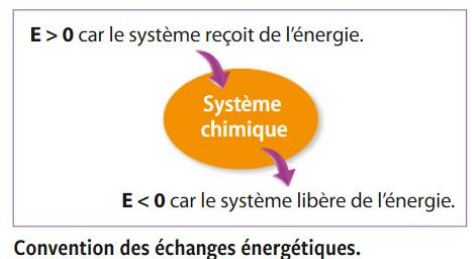 E > 0 car le système reçoit de l'énergie.
Système
chimique
E < 0 car le système libère de l'énergie.
Convention des échanges énergétiques.